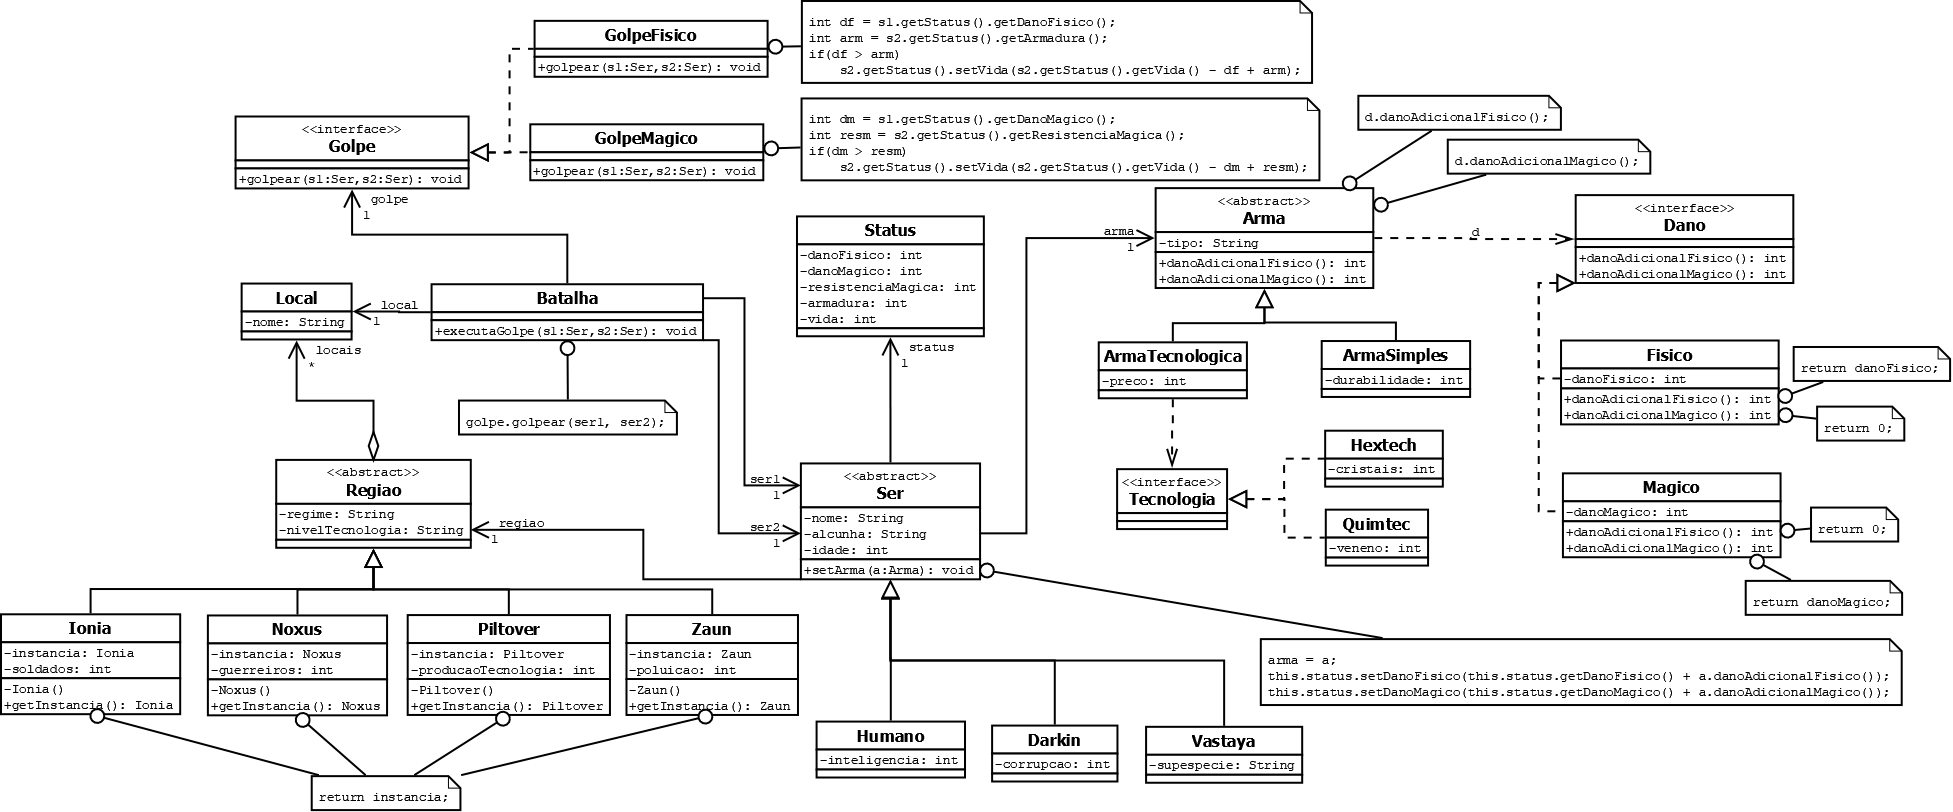 GolpeFisico
+golpear(s1:Ser,s2:Ser): void
int df = s1.getStatus().getDanoFisico();
int arm = s2.getStatus().getArmadura();
if(df > arm)
s2.getStatus().setVida(s2.getStatus().getVida() - df + arm);
<<interface>>
Golpe
+golpear(s1:Ser,s2:Ser): void
GolpeMagico
+golpear(s1:Ser,s2:Ser): void
int dm = s1.getStatus().getDanoMagico();
int resm = s2.getStatus().getResistenciaMagica();
if(dm > resm)
s2.getStatus().setVida(s2.getStatus().getVida() - dm + resm);
d.danoAdicionalFisico();
d.danoAdicionalMagico();
golpe
1
Status
-danoFisico: int
-danoMagico: int
-resistenciaMagica: int
-armadura: int
-vida: int
arma
1
<<abstract>>
Arma
-tipo: String
+danoAdicionalFisico(): int
+danoAdicionalMagico(): int
d
<<interface>>
Dano
+danoAdicionalFisico(): int
+danoAdicionalMagico(): int
Local
-nome: String
local
1
Batalha
+executaGolpe(s1:Ser,s2:Ser): void
locais
*
status
1
golpe.golpear(ser1, ser2);
ArmaTecnologica
-preco: int
ArmaSimples
-durabilidade: int
Fisico
-danoFisico: int
+danoAdicionalFisico(): int
+danoAdicionalMagico(): int
return danoFisico;
return 0;
<<abstract>>
Regiao
-regime: String
-nivelTecnologia: String
regiao
1
ser1
1
ser2
1
<<abstract>>
Ser
-nome: String
-alcunha: String
-idade: int
+setArma(a:Arma): void
<<interface>>
Tecnologia
Hextech
-cristais: int
Quimtec
-veneno: int
Magico
-danoMagico: int
+danoAdicionalFisico(): int
+danoAdicionalMagico(): int
return 0;
return danoMagico;
Ionia
-instancia: Ionia
-soldados: int
-Ionia()
+getInstancia(): Ionia
Noxus
-instancia: Noxus
-guerreiros: int
-Noxus()
+getInstancia(): Noxus
Piltover
-instancia: Piltover
-producaoTecnologia: int
-Piltover()
+getInstancia(): Piltover
Zaun
-instancia: Zaun
-poluicao: int
-Zaun()
+getInstancia(): Zaun
return instancia;
arma = a;
this.status.setDanoFisico(this.status.getDanoFisico() + a.danoAdicionalFisico());
this.status.setDanoMagico(this.status.getDanoMagico() + a.danoAdicionalMagico());
Humano
-inteligencia: int
Darkin
-corrupcao: int
Vastaya
-supespecie: String